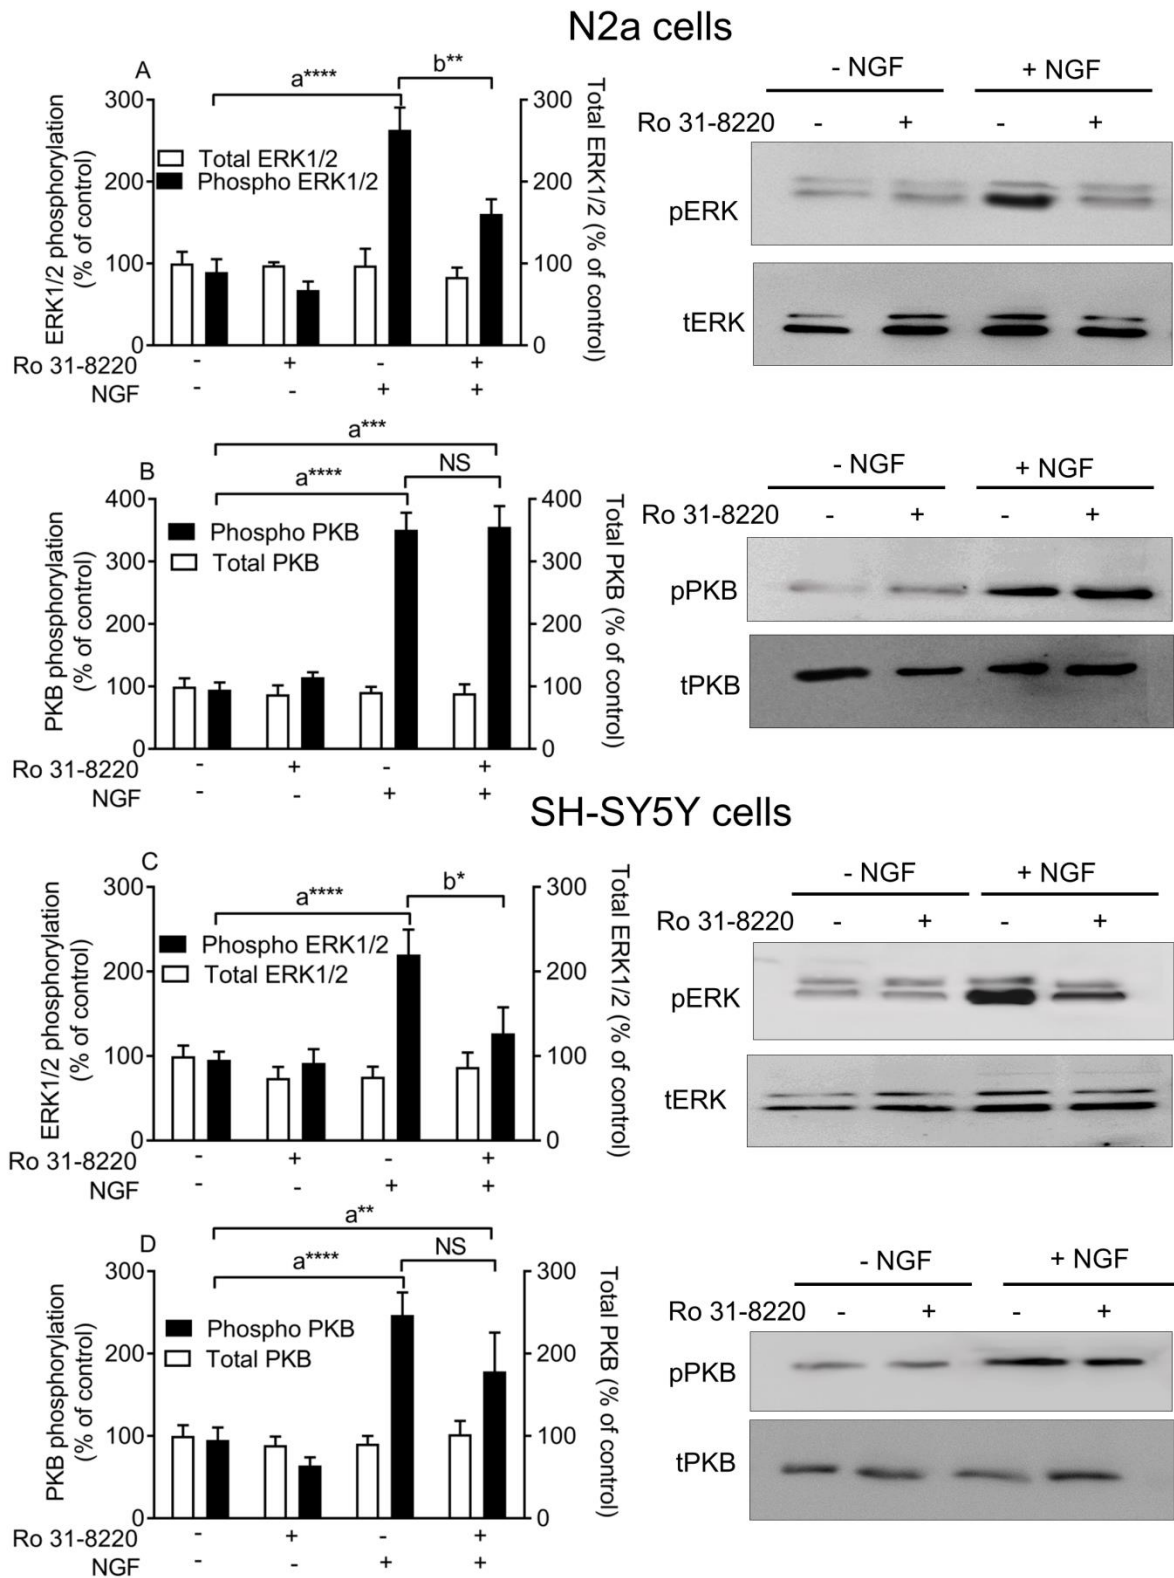 N2a cells
A
a****
b**
ERK1/2 phosphorylation
(% of control)
300
200
100
0
Total ERK1/2
Phospho ERK1/2
300
200
100
0
Total ERK1/2 (% of control)
Ro 31-8220 - + - +
NGF - - + +
- NGF + NGF
Ro 31-8220 - + - +
pERK
tERK
a***
B
a****
NS
PKB phosphorylation
(% of control)
400
300
200
100
0
Phospho PKB
Total PKB
400
300
200
100
0
Total PKB (% of control)
Ro 31-8220 - + - +
NGF - - + +
- NGF + NGF
Ro 31-8220 - + - +
pPKB
tPKB
SH-SY5Y cells
C
a****
b*
ERK1/2 phosphorylation
(% of control)
300
200
100
0
Phospho ERK1/2
Total ERK1/2
300
200
100
0
Total ERK1/2 (% of control)
Ro 31-8220 - + - +
NGF - - + +
- NGF + NGF
Ro 31-8220 - + - +
pERK
tERK
a**
D
a****
NS
PKB phosphorylation
(% of control)
300
200
100
0
Phospho PKB
Total PKB
300
200
100
0
Total PKB (% of control)
Ro 31-8220 - + - +
NGF - - + +
- NGF + NGF
Ro 31-8220 - + - +
pPKB
tPKB